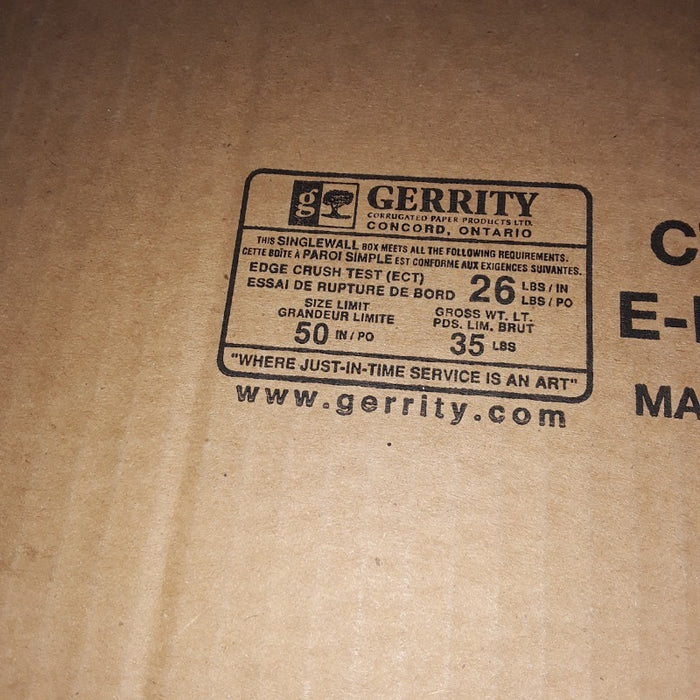 g GERRITY
CORRUGATED PAPER PRODUCTS LTD.
CONCORD, ONTARIO
THIS SINGLEWALL BOX MEETS ALL THE FOLLOWING REQUIREMENTS.
CETTE BOÎTE À PAROI SIMPLE EST CONFORME AUX EXIGENCES SUIVANTES.
EDGE CRUSH TEST (ECT)
ESSAI DE RUPTURE DE BORD
26 LBS / IN
LBS / PO
SIZE LIMIT
GRANDEUR LIMITE
50 IN / PO
GROSS WT. LT.
PDS. LIM. BRUT
35 LBS
"WHERE JUST-IN-TIME SERVICE IS AN ART"
www.gerrity.com
C
E-
MA